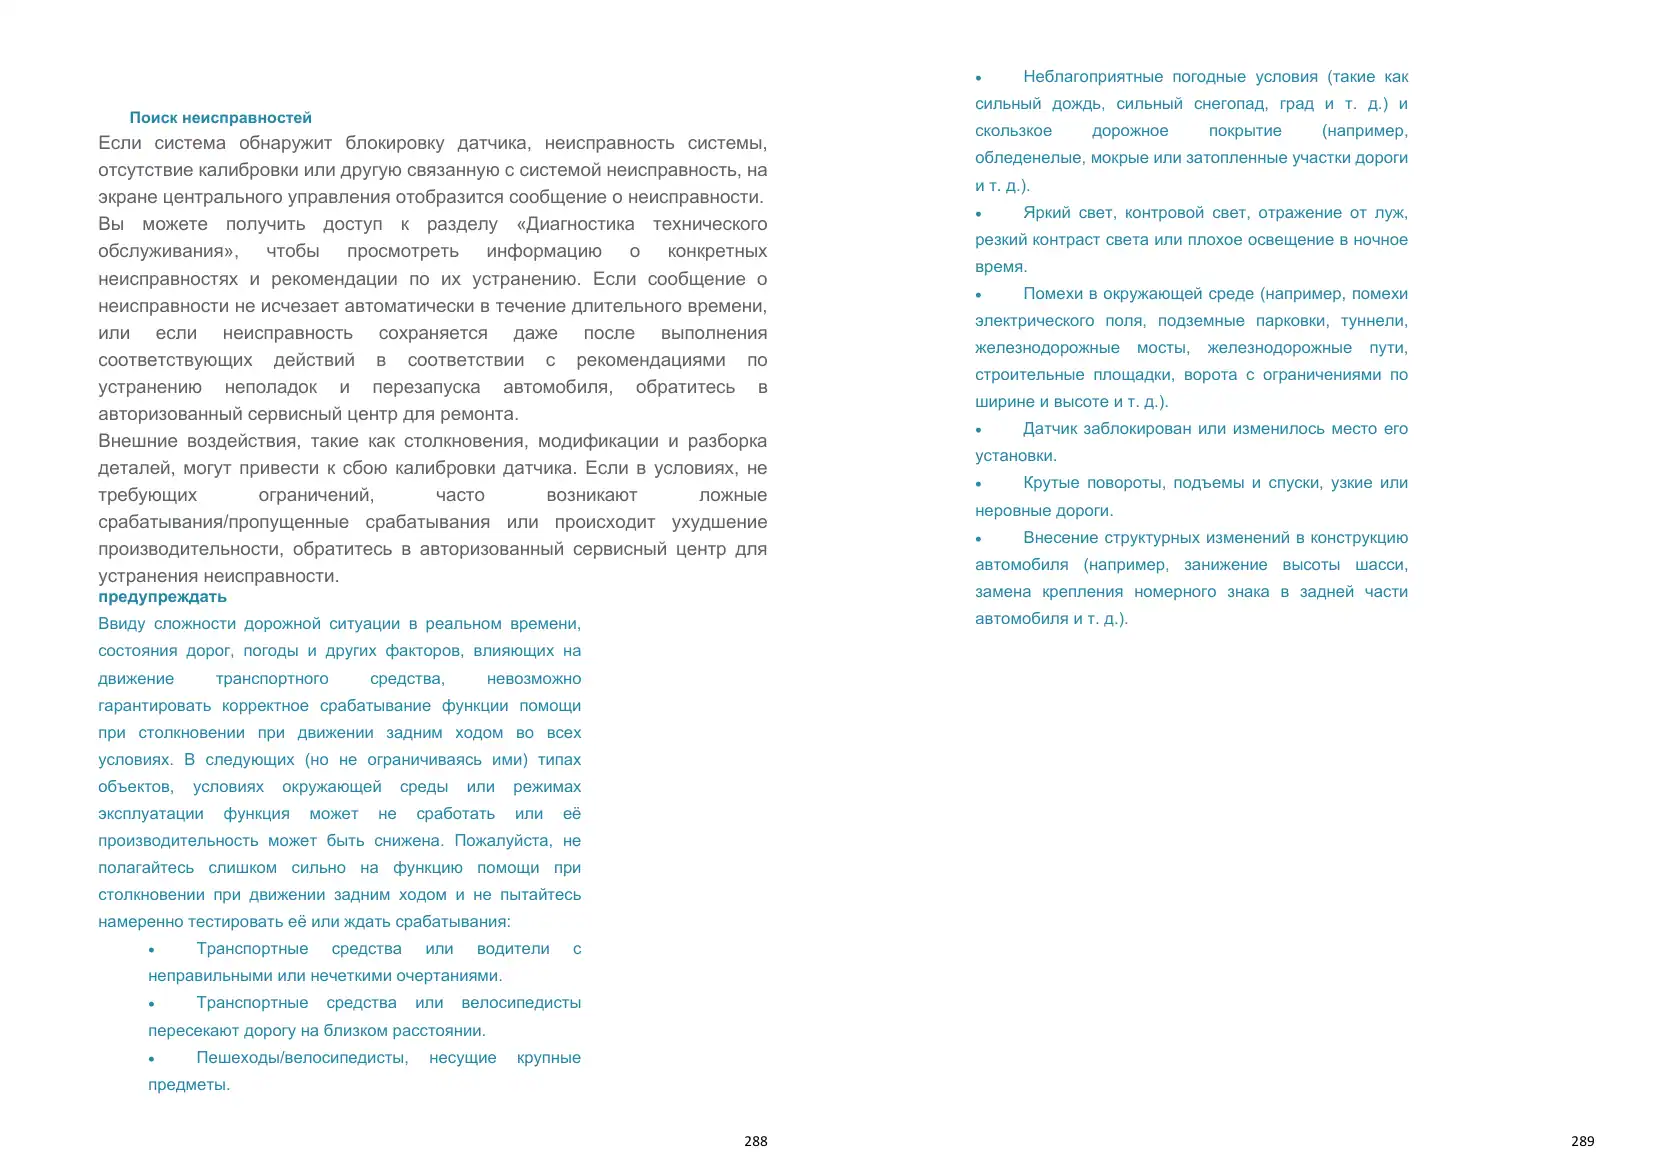 Поиск неисправностей
Если система обнаружит блокировку датчика, неисправность системы,
отсутствие калибровки или другую связанную с системой неисправность, на
экране центрального управления отобразится сообщение о неисправности.
Вы можете получить доступ к разделу «Диагностика технического
обслуживания», чтобы просмотреть информацию о конкретных
неисправностях и рекомендации по их устранению. Если сообщение о
неисправности не исчезает автоматически в течение длительного времени,
или если неисправность сохраняется даже после выполнения
соответствующих действий в соответствии с рекомендациями по
устранению неполадок и перезапуска автомобиля, обратитесь в
авторизованный сервисный центр для ремонта.
Внешние воздействия, такие как столкновения, модификации и разборка
деталей, могут привести к сбою калибровки датчика. Если в условиях, не
требующих ограничений, часто возникают ложные
срабатывания/пропущенные срабатывания или происходит ухудшение
производительности, обратитесь в авторизованный сервисный центр для
устранения неисправности.
предупреждать
Ввиду сложности дорожной ситуации в реальном времени,
состояния дорог, погоды и других факторов, влияющих на
движение транспортного средства, невозможно
гарантировать корректное срабатывание функции помощи
при столкновении при движении задним ходом во всех
условиях. В следующих (но не ограничиваясь ими) типах
объектов, условиях окружающей среды или режимах
эксплуатации функция может не сработать или её
производительность может быть снижена. Пожалуйста, не
полагайтесь слишком сильно на функцию помощи при
столкновении при движении задним ходом и не пытайтесь
намеренно тестировать её или ждать срабатывания:
• Транспортные средства или водители с
неправильными или нечеткими очертаниями.
• Транспортные средства или велосипедисты
пересекают дорогу на близком расстоянии.
• Пешеходы/велосипедисты, несущие крупные
предметы.
288
• Неблагоприятные погодные условия (такие как
сильный дождь, сильный снегопад, град и т. д.) и
скользкое дорожное покрытие (например,
обледенелые, мокрые или затопленные участки дороги
и т. д.).
• Яркий свет, контровой свет, отражение от луж,
резкий контраст света или плохое освещение в ночное
время.
• Помехи в окружающей среде (например, помехи
электрического поля, подземные парковки, туннели,
железнодорожные мосты, железнодорожные пути,
строительные площадки, ворота с ограничениями по
ширине и высоте и т. д.).
• Датчик заблокирован или изменилось место его
установки.
• Крутые повороты, подъемы и спуски, узкие или
неровные дороги.
• Внесение структурных изменений в конструкцию
автомобиля (например, занижение высоты шасси,
замена крепления номерного знака в задней части
автомобиля и т. д.).
289